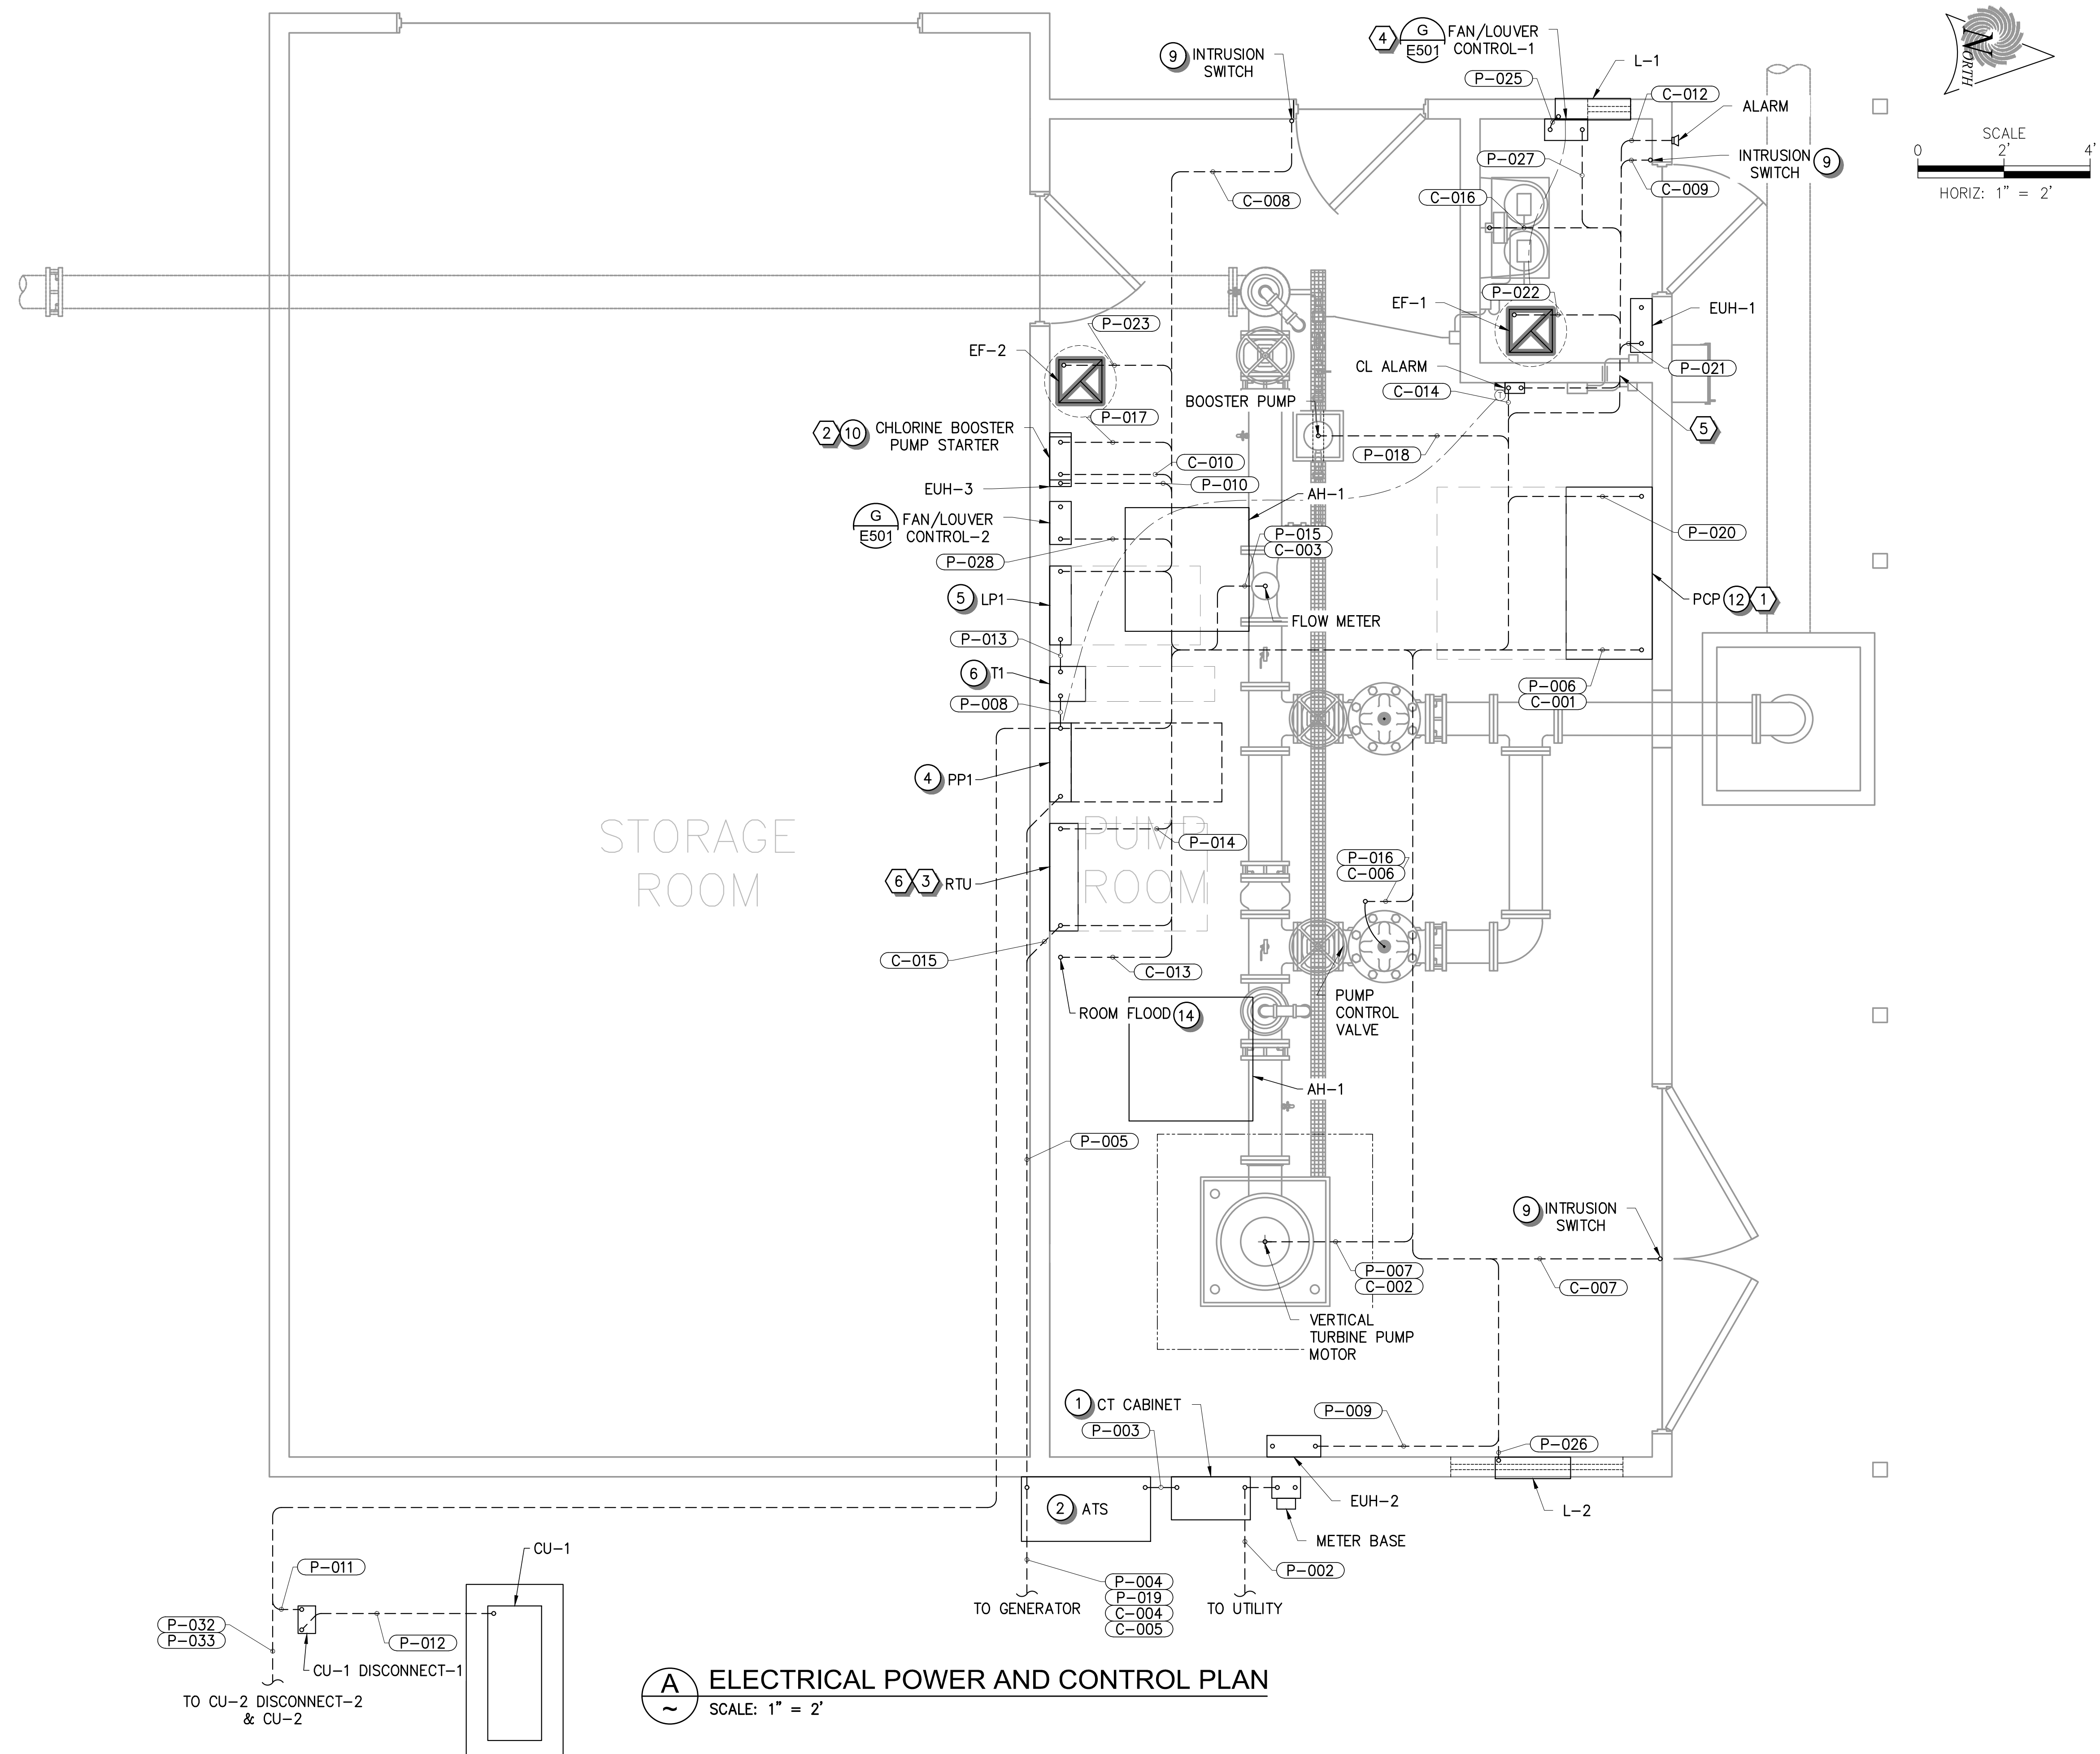 9 INTRUSION
SWITCH
4 G
E501
FAN/LOUVER
CONTROL-1
L-1
P-025
C-012
ALARM
NORTH
SCALE
0 2' 4'
HORIZ: 1" = 2'
P-027
INTRUSION
SWITCH 9
C-009
C-008
C-016
P-022
EF-1
EUH-1
P-023
EF-2
CL ALARM
P-021
C-014
T
BOOSTER PUMP
P-017
2 10 CHLORINE BOOSTER
PUMP STARTER
5
P-018
C-010
P-010
EUH-3
AH-1
G
E501
FAN/LOUVER
CONTROL-2
P-015
C-003
P-020
P-028
5 LP1
PCP 12 1
FLOW METER
P-013
6 T1
P-006
C-001
P-008
4 PP1
STORAGE
ROOM
PUMP
ROOM
P-014
P-016
C-006
6 3 RTU
C-015
C-013
ROOM FLOOD 14
PUMP
CONTROL
VALVE
AH-1
P-005
9 INTRUSION
SWITCH
P-007
C-002
C-007
VERTICAL
TURBINE PUMP
MOTOR
1 CT CABINET
P-003
P-009
P-026
2 ATS
EUH-2
L-2
METER BASE
CU-1
P-011
P-002
P-004
P-019
C-004
C-005
TO GENERATOR
TO UTILITY
P-032
P-033
P-012
CU-1 DISCONNECT-1
TO CU-2 DISCONNECT-2
& CU-2
A
~
ELECTRICAL POWER AND CONTROL PLAN
SCALE: 1" = 2'